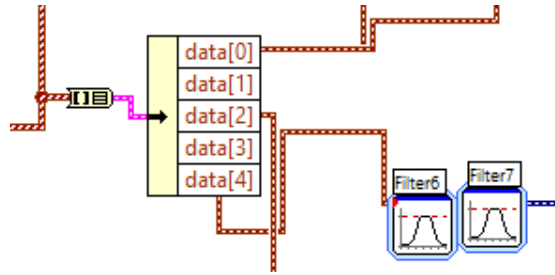 data[0]
data[1]
data[2]
data[3]
data[4]
Filter6
Filter7